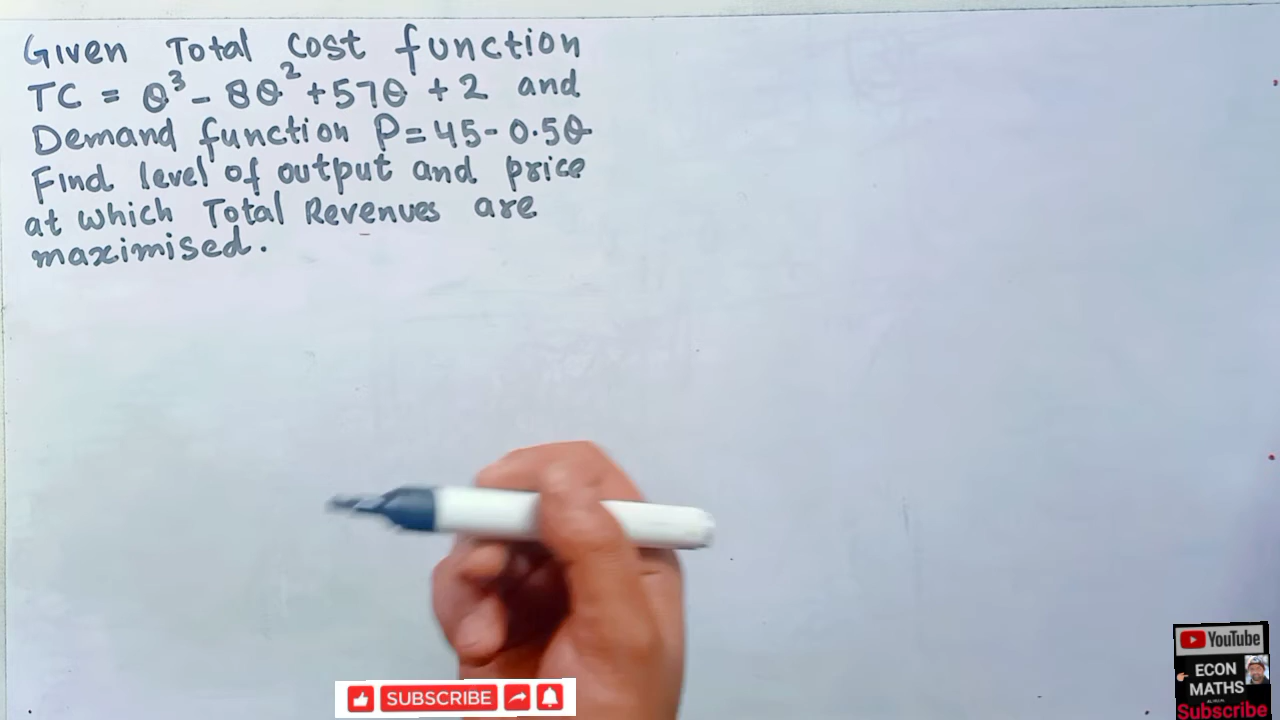 Given Total Cost function
TC = Q³ - 8Q² + 57Q + 2 and
Demand function P = 45 - 0.5Q
Find level of output and price
at which Total Revenues are
maximised.
SUBSCRIBE
YouTube
ECON
MATHS
Subscribe